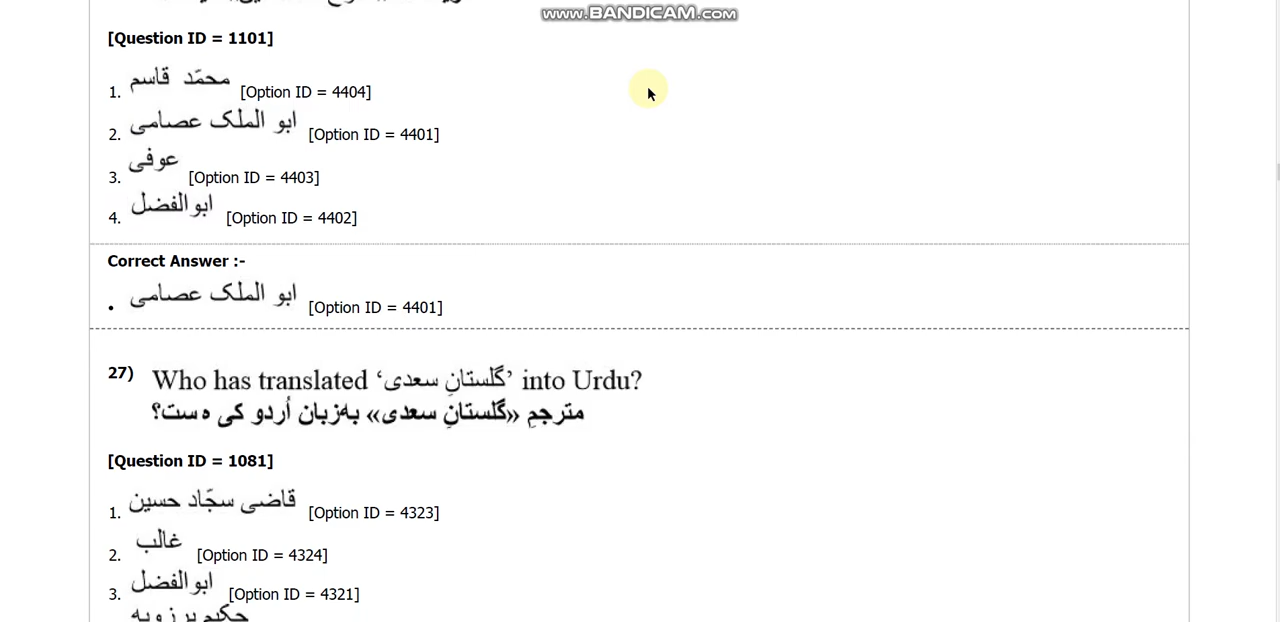 www.BANDICAM.com
[Question ID = 1101]
1. محمّد قاسم [Option ID = 4404]
2. ابو الملک عصامی [Option ID = 4401]
3. عوفی [Option ID = 4403]
4. ابوالفضل [Option ID = 4402]
Correct Answer :-
• ابو الملک عصامی [Option ID = 4401]
27) Who has translated ‘گلستانِ سعدی’ into Urdu?
مترجمِ «گلستانِ سعدی» به‌زبان اُردو کی ه ست؟
[Question ID = 1081]
1. قاضی سجّاد حسین [Option ID = 4323]
2. غالب [Option ID = 4324]
3. ابوالفضل [Option ID = 4321]